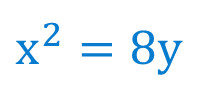 x² = 8y